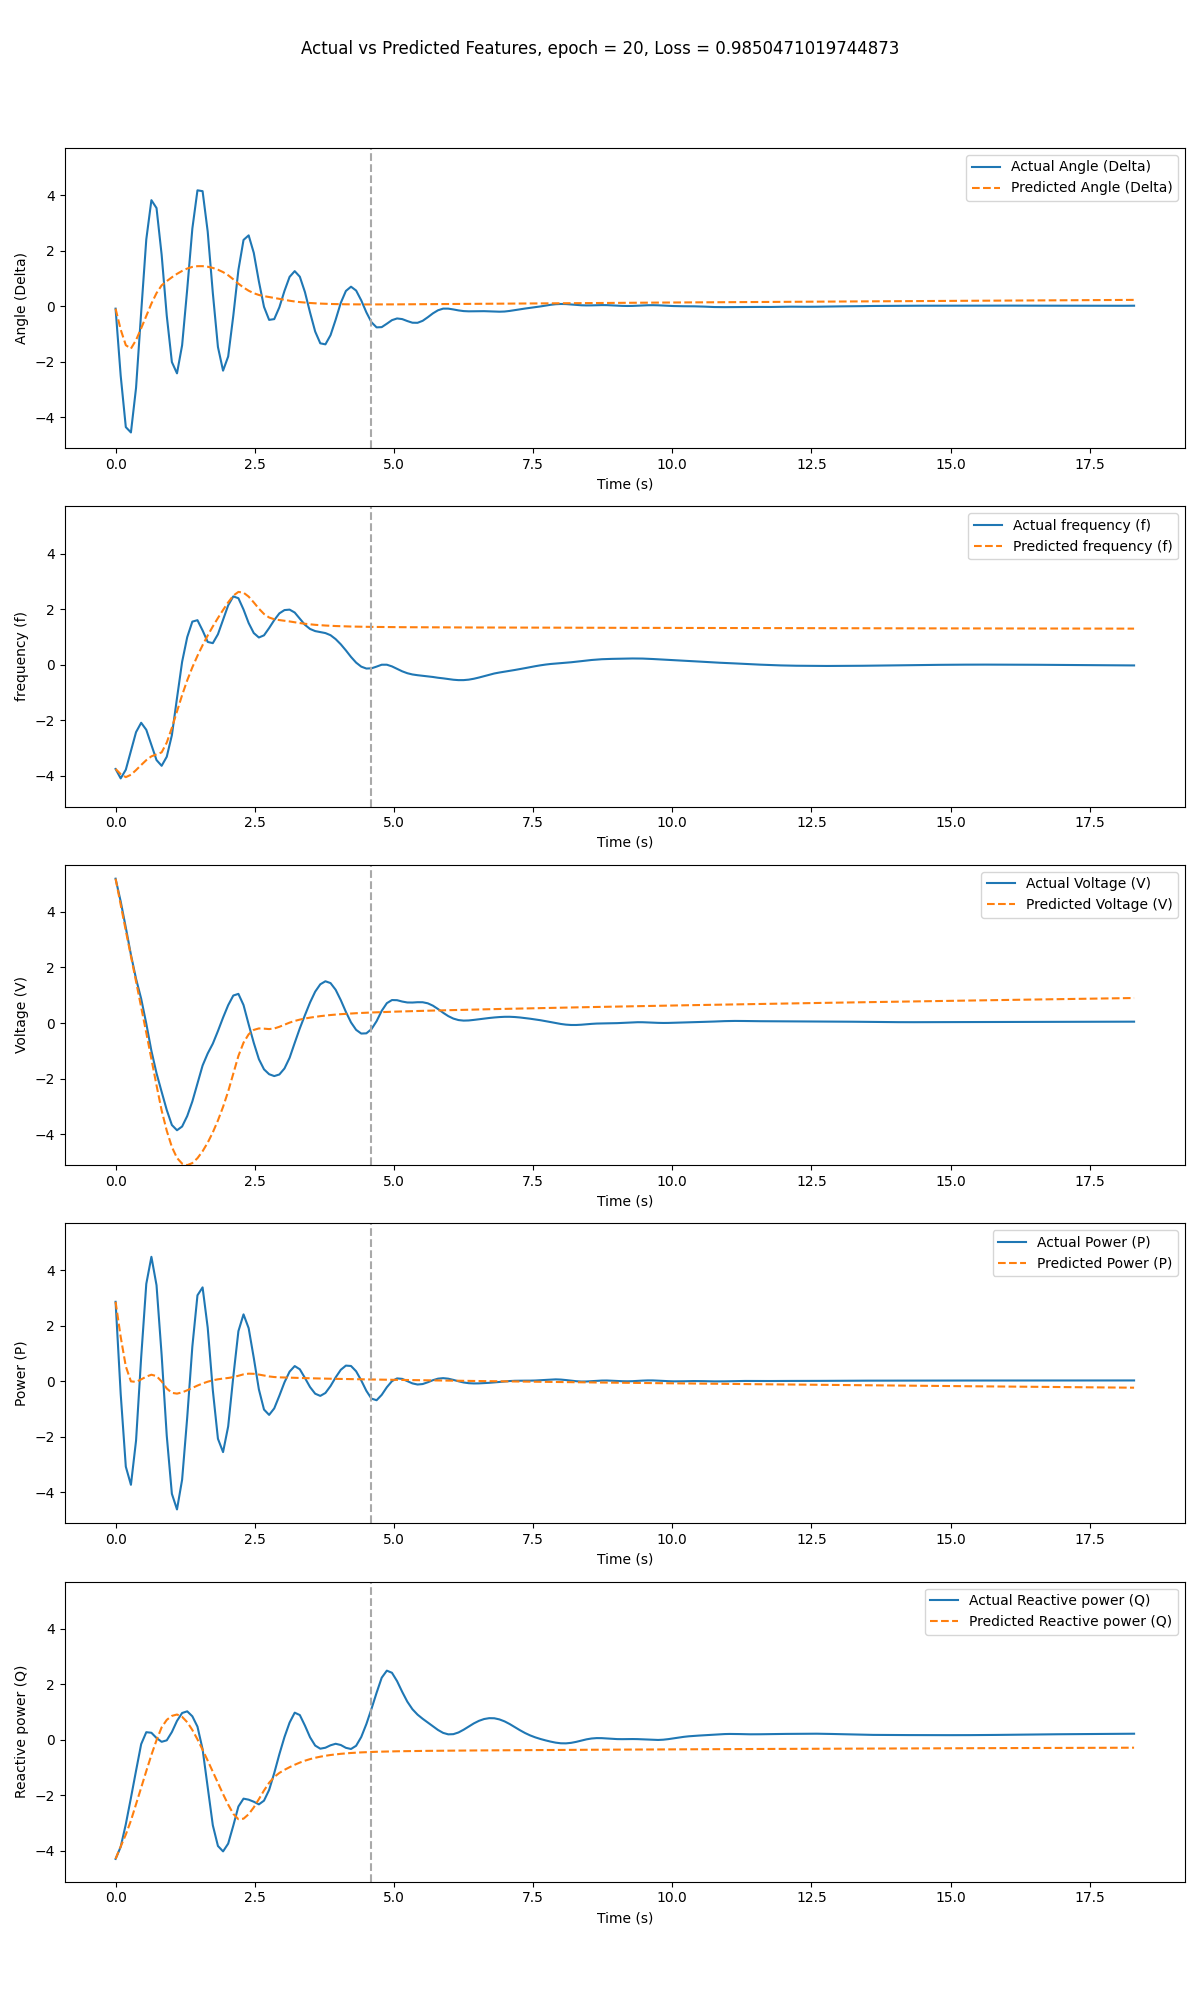 Actual vs Predicted Features, epoch = 20, Loss = 0.9850471019744873
Actual Angle (Delta)
Predicted Angle (Delta)
Angle (Delta)
4
2
0
−2
−4
0.0 2.5 5.0 7.5 10.0 12.5 15.0 17.5
Time (s)
Actual frequency (f)
Predicted frequency (f)
frequency (f)
4
2
0
−2
−4
0.0 2.5 5.0 7.5 10.0 12.5 15.0 17.5
Time (s)
Actual Voltage (V)
Predicted Voltage (V)
Voltage (V)
4
2
0
−2
−4
0.0 2.5 5.0 7.5 10.0 12.5 15.0 17.5
Time (s)
Actual Power (P)
Predicted Power (P)
Power (P)
4
2
0
−2
−4
0.0 2.5 5.0 7.5 10.0 12.5 15.0 17.5
Time (s)
Actual Reactive power (Q)
Predicted Reactive power (Q)
Reactive power (Q)
4
2
0
−2
−4
0.0 2.5 5.0 7.5 10.0 12.5 15.0 17.5
Time (s)